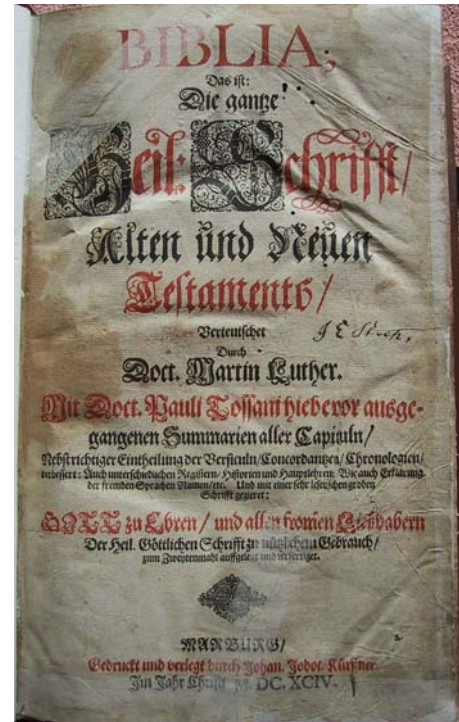 BIBLIA,
Das ist:
Die gantze
Heil: Schrifft/
Alten und Neuen
Testaments/
Verteutschet
Durch
Doct. Martin Luther.
Mit Doct. Pauli Tossani hiebevor ausge-
gangenen Summarien aller Capituln/
Nebst richtiger Eintheilung der Versiculn/Concordantzen/Chronologien/
verbessert: Auch unterschiedlichen Registern/Historien und Hauptlehren; Wie auch Erklärung
der fremden Sprachen Namen/etc. Und mit einer sehr leserlichen groben
Schrifft gezieret:
GOTT zu Ehren / und allen frommen Liebhabern
Der Heil. Göttlichen Schrifft zu nützlichem Gebrauch/
zum Zweytenmahl auffgelegt und verfertiget.
MARBURG/
Gedruckt und verlegt durch Johan. Jodoc. Kürßner
Im Jahr Christi M. DC. XCIV.